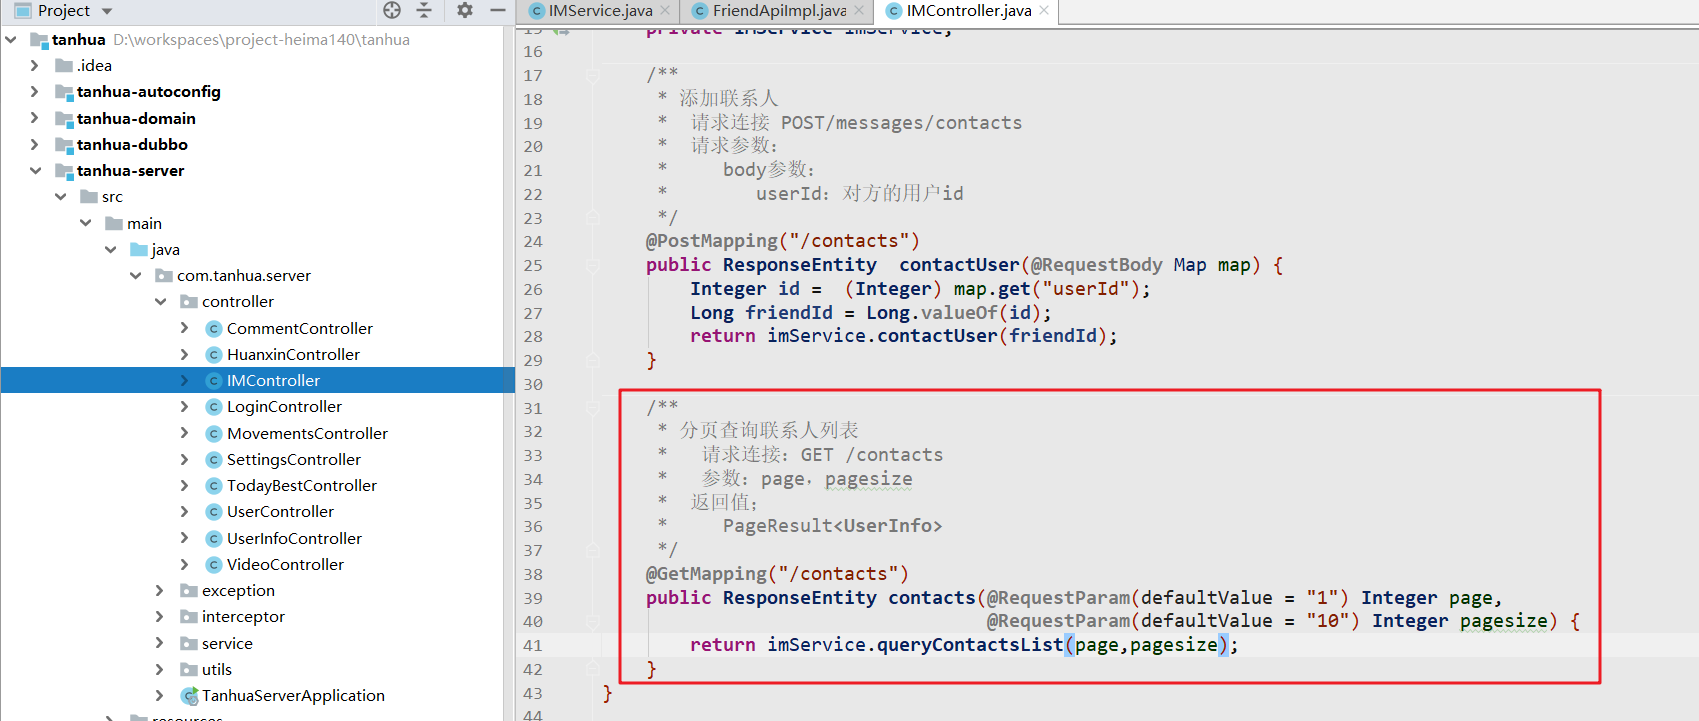 Project
tanhua D:\workspaces\project-heima140\tanhua
.idea
tanhua-autoconfig
tanhua-domain
tanhua-dubbo
tanhua-server
src
main
java
com.tanhua.server
controller
CommentController
HuanxinController
IMController
LoginController
MovementsController
SettingsController
TodayBestController
UserController
UserInfoController
VideoController
exception
interceptor
service
utils
TanhuaServerApplication
resources
IMService.java
FriendApiImpl.java
IMController.java
15 private IMService imService;
16
17 /**
18 * 添加联系人
19 * 请求连接 POST/messages/contacts
20 * 请求参数：
21 * body参数：
22 * userId：对方的用户id
23 */
24 @PostMapping("/contacts")
25 public ResponseEntity contactUser(@RequestBody Map map) {
26 Integer id = (Integer) map.get("userId");
27 Long friendId = Long.valueOf(id);
28 return imService.contactUser(friendId);
29 }
30
31 /**
32 * 分页查询联系人列表
33 * 请求连接：GET /contacts
34 * 参数：page，pagesize
35 * 返回值；
36 * PageResult<UserInfo>
37 */
38 @GetMapping("/contacts")
39 public ResponseEntity contacts(@RequestParam(defaultValue = "1") Integer page,
40 @RequestParam(defaultValue = "10") Integer pagesize) {
41 return imService.queryContactsList(page,pagesize);
42 }
43 }
44